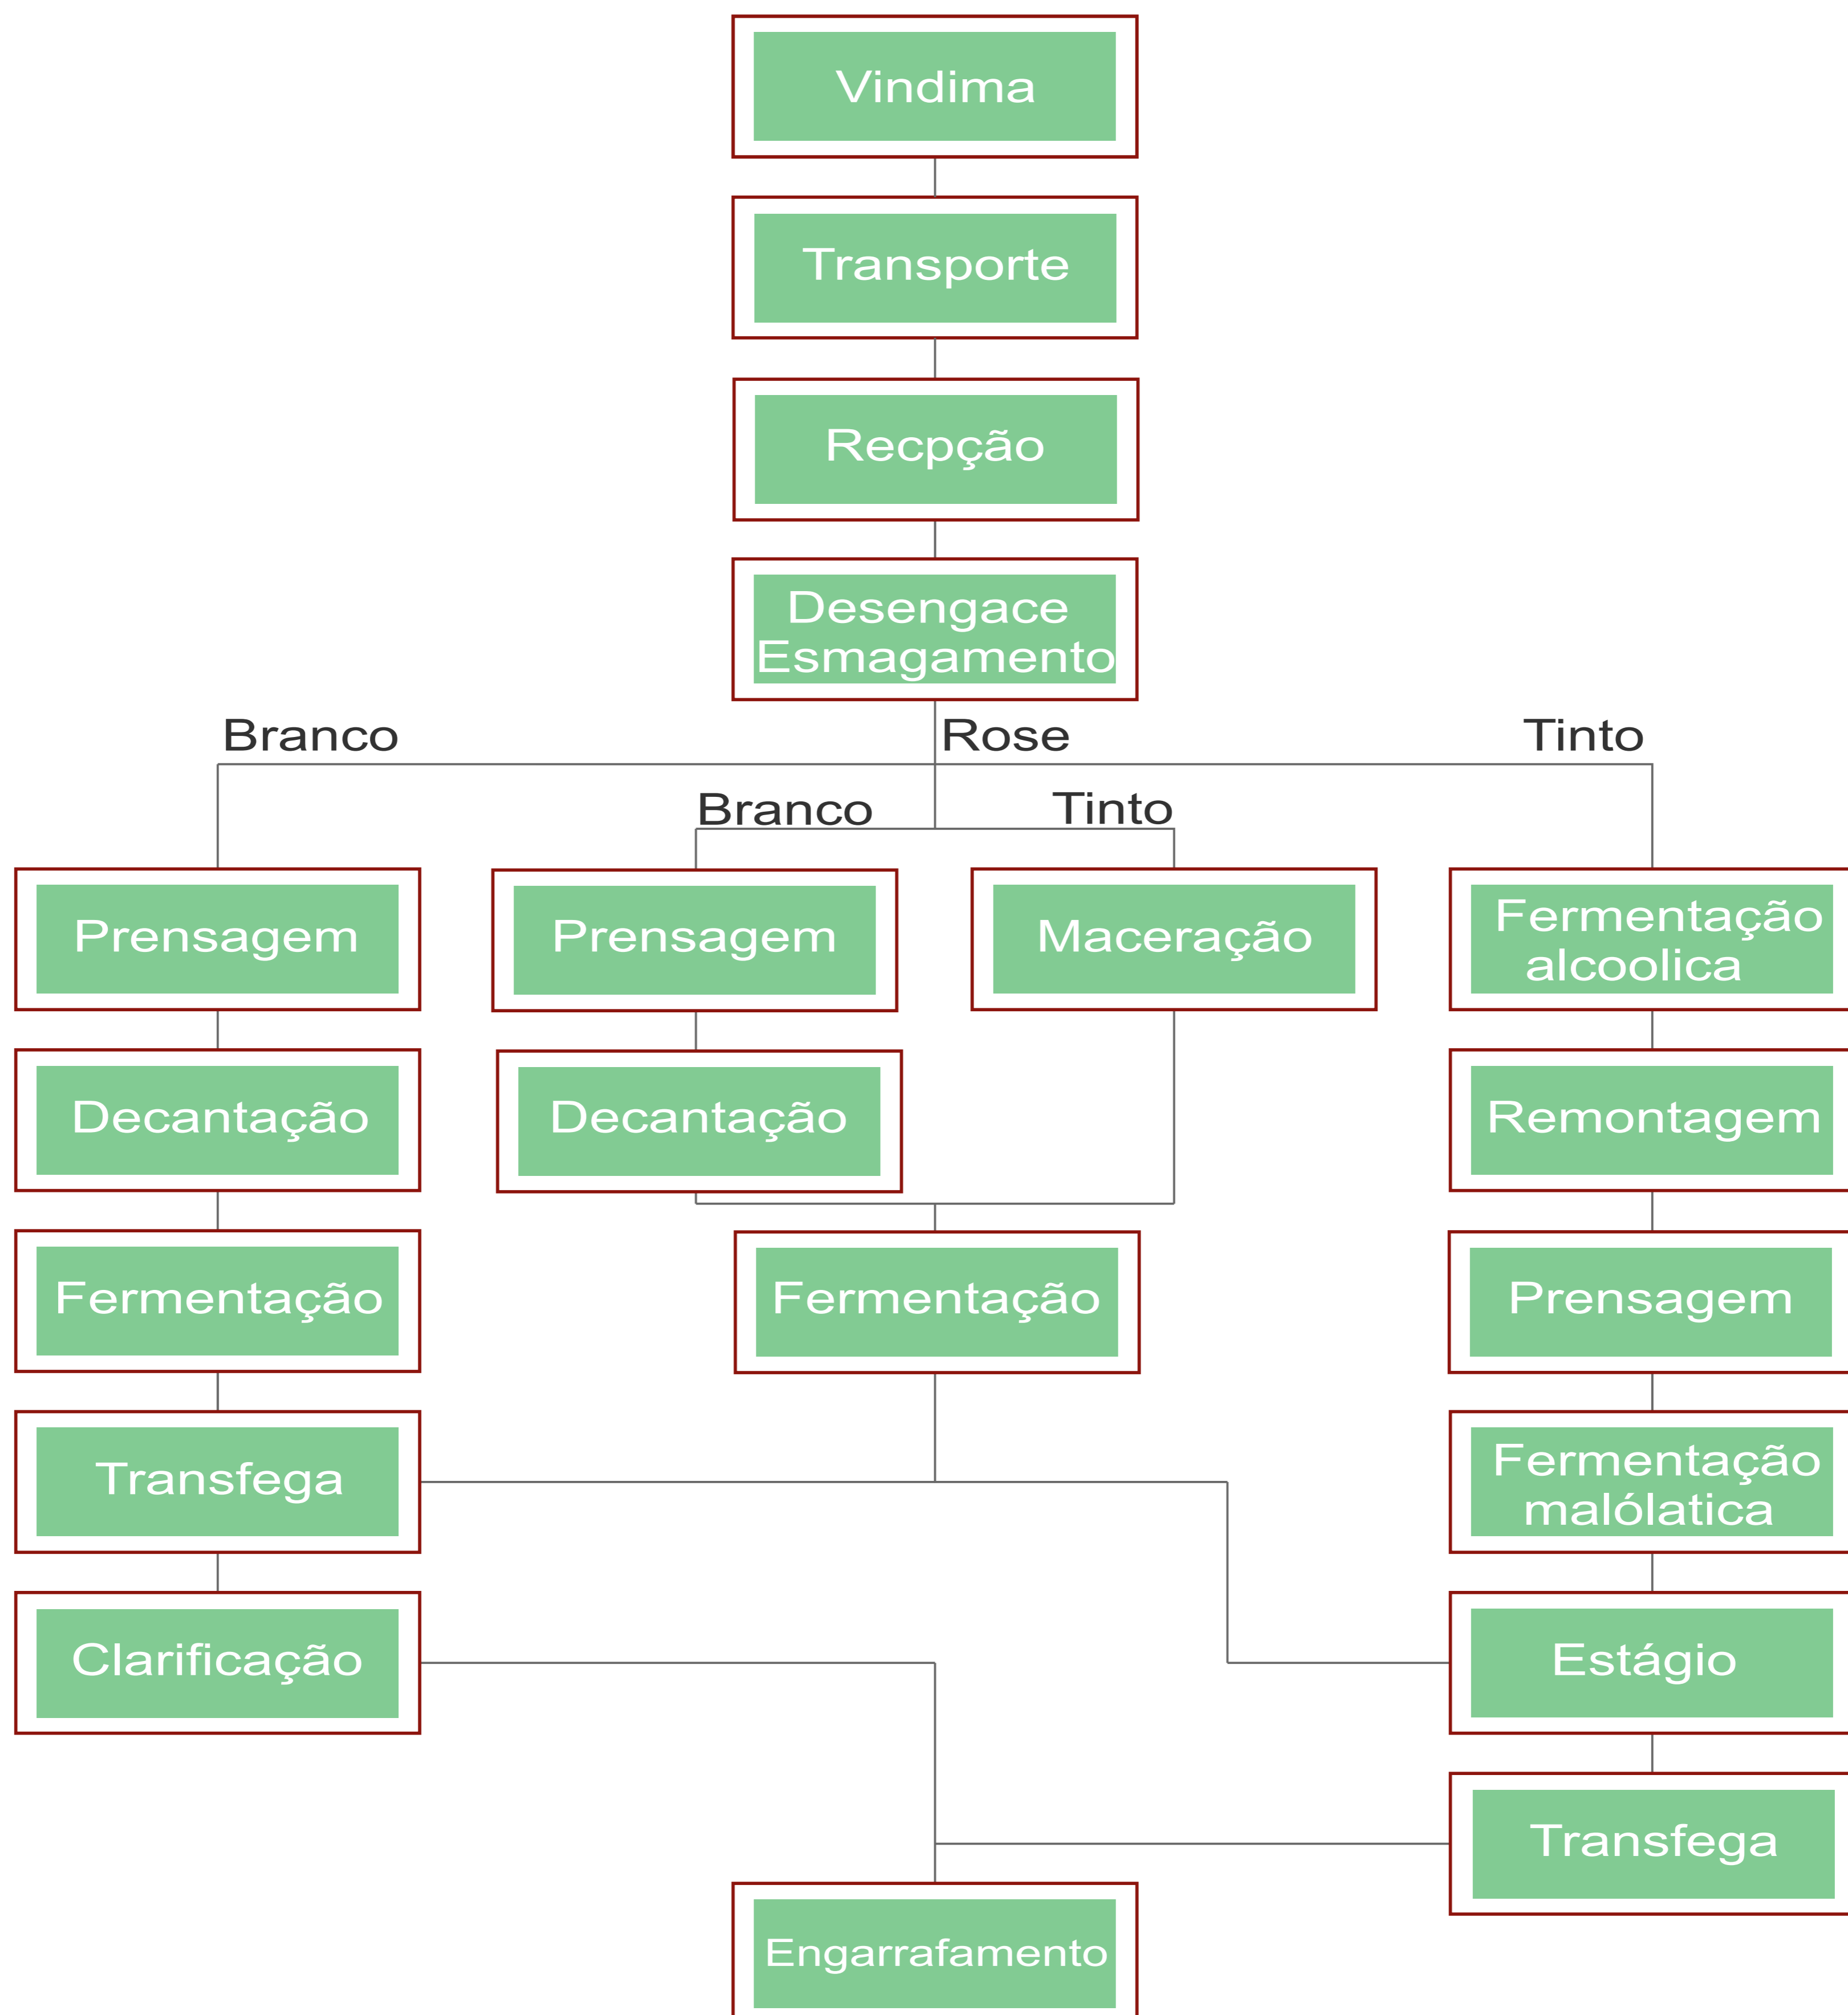 Vindima
Transporte
Recpção
Desengace
Esmagamento
Branco
Rose
Tinto
Branco
Tinto
Prensagem
Prensagem
Maceração
Fermentação
alcoolica
Decantação
Decantação
Remontagem
Fermentação
Fermentação
Prensagem
Transfega
Fermentação
malólatica
Clarificação
Estágio
Transfega
Engarrafamento